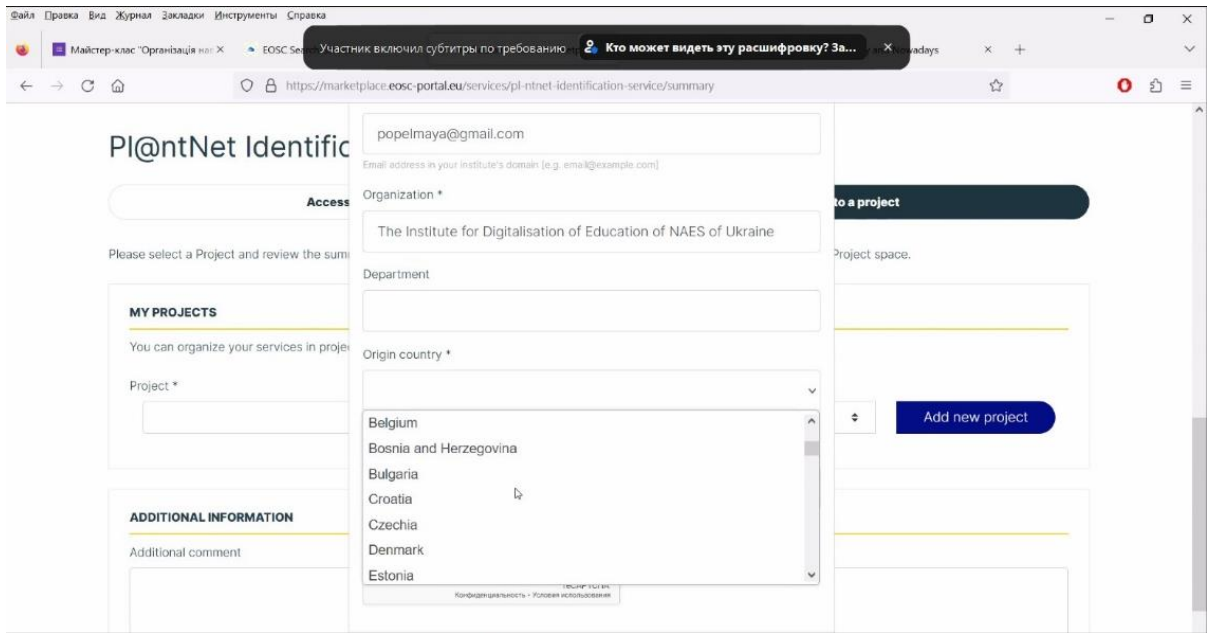 Файл Правка Вид Журнал Закладки Инструменты Справка
Майстер-клас "Організація
EOSC Sea
Участник включил субтитры по требованию
Кто может видеть эту расшифровку? За...
Nowadays
https://marketplace.eosc-portal.eu/services/pl-ntnet-identification-service/summary
Pl@ntNet Identific
popelmaya@gmail.com
Email address in your institute's domain [e.g. email@example.com]
Access
Organization *
to a project
The Institute for Digitalisation of Education of NAES of Ukraine
Please select a Project and review the sum
Project space.
Department
MY PROJECTS
You can organize your services in proje
Origin country *
Project *
Add new project
Belgium
Bosnia and Herzegovina
Bulgaria
Croatia
Czechia
Denmark
Estonia
ADDITIONAL INFORMATION
Additional comment
Конфиденциальность - Условия использования